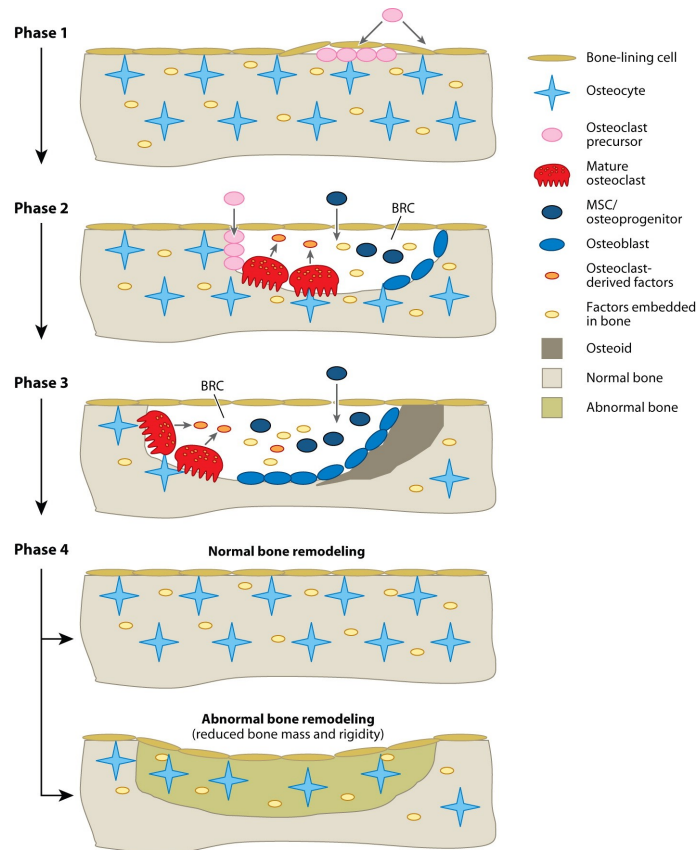 Phase 1
Bone-lining cell
Osteocyte
Osteoclast
precursor
Mature
osteoclast
Phase 2
BRC
MSC/
osteoprogenitor
Osteoblast
Osteoclast-
derived factors
Factors embedded
in bone
Osteoid
Normal bone
Abnormal bone
Phase 3
BRC
Phase 4
Normal bone remodeling
Abnormal bone remodeling
(reduced bone mass and rigidity)